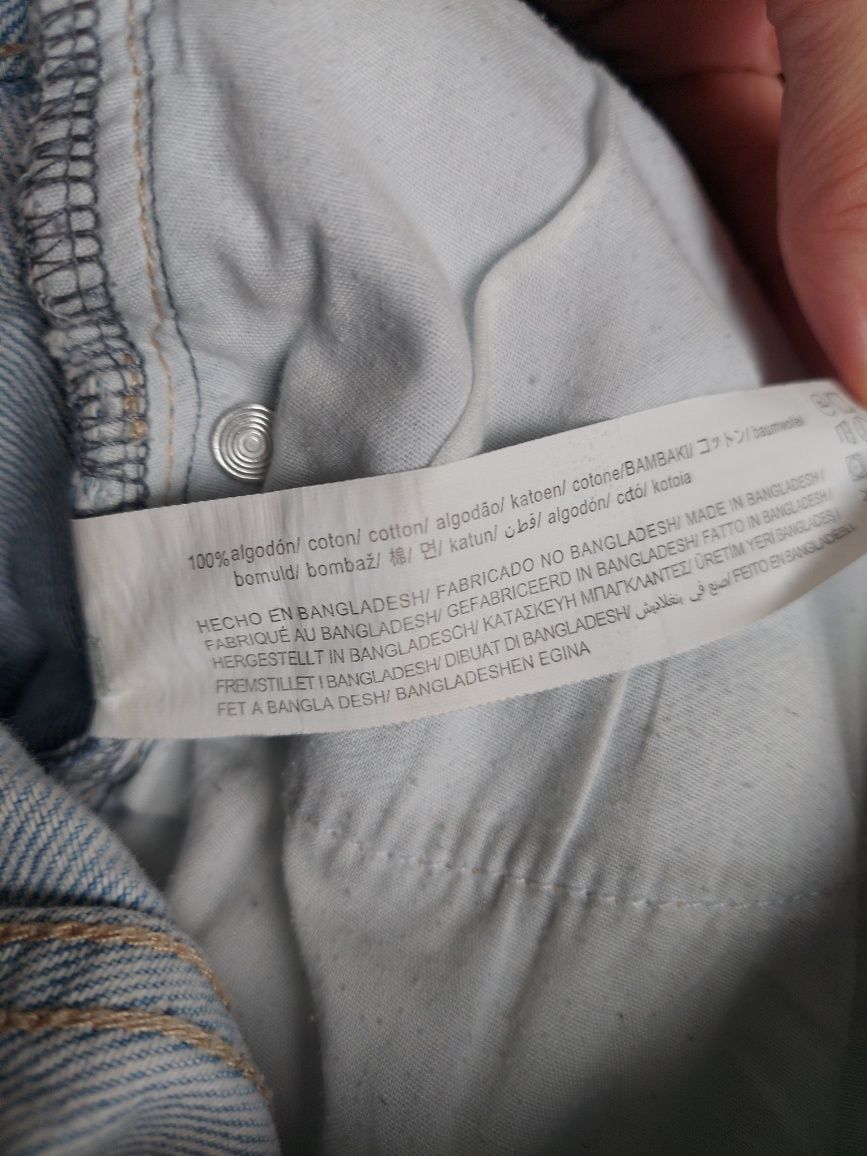 100%algodón/ coton/ cotton/ algodão/ katoen/ cotone/BAMBAKI/ コットン/ baumwolle/
bomuld/ bombaž/ 棉/ 면/ katun/ قطن/ algodón/ cotó/ kotoia
HECHO EN BANGLADESH/ FABRICADO NO BANGLADESH/ MADE IN BANGLADESH/
FABRIQUÉ AU BANGLADESH/ GEFABRICEERD IN BANGLADESH/ FATTO IN BANGLADESH/
HERGESTELLT IN BANGLADESCH/ ΚΑΤΑΣΚΕΥΗ ΜΠΑΓΚΛΑΝΤΕΣ/ ÜRETIM YERI BANGLADEŞ/
FREMSTILLET I BANGLADESH/ DIBUAT DI BANGLADESH/ صنع في بنغلاديش/ FEITO EN BANGLADESH/
FET A BANGLA DESH/ BANGLADESHEN EGINA